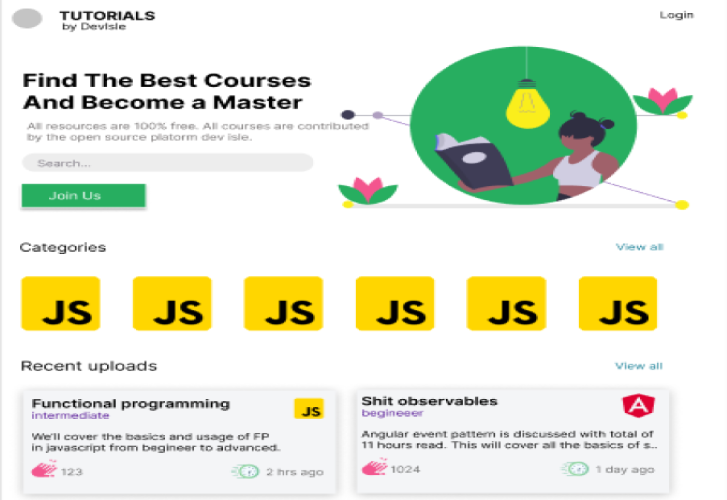 TUTORIALS
by DevIsle
Login
Find The Best Courses
And Become a Master
All resources are 100% free. All courses are contributed
by the open source platorm dev isle.
Search...
Join Us
Categories
View all
JS
JS
JS
JS
JS
JS
Recent uploads
View all
Functional programming
intermediate
JS
We'll cover the basics and usage of FP
in javascript from begineer to advanced.
123
2 hrs ago
Shit observables
begineeer
A
Angular event pattern is discussed with total of
11 hours read. This will cover all the basics of s..
1024
1 day ago